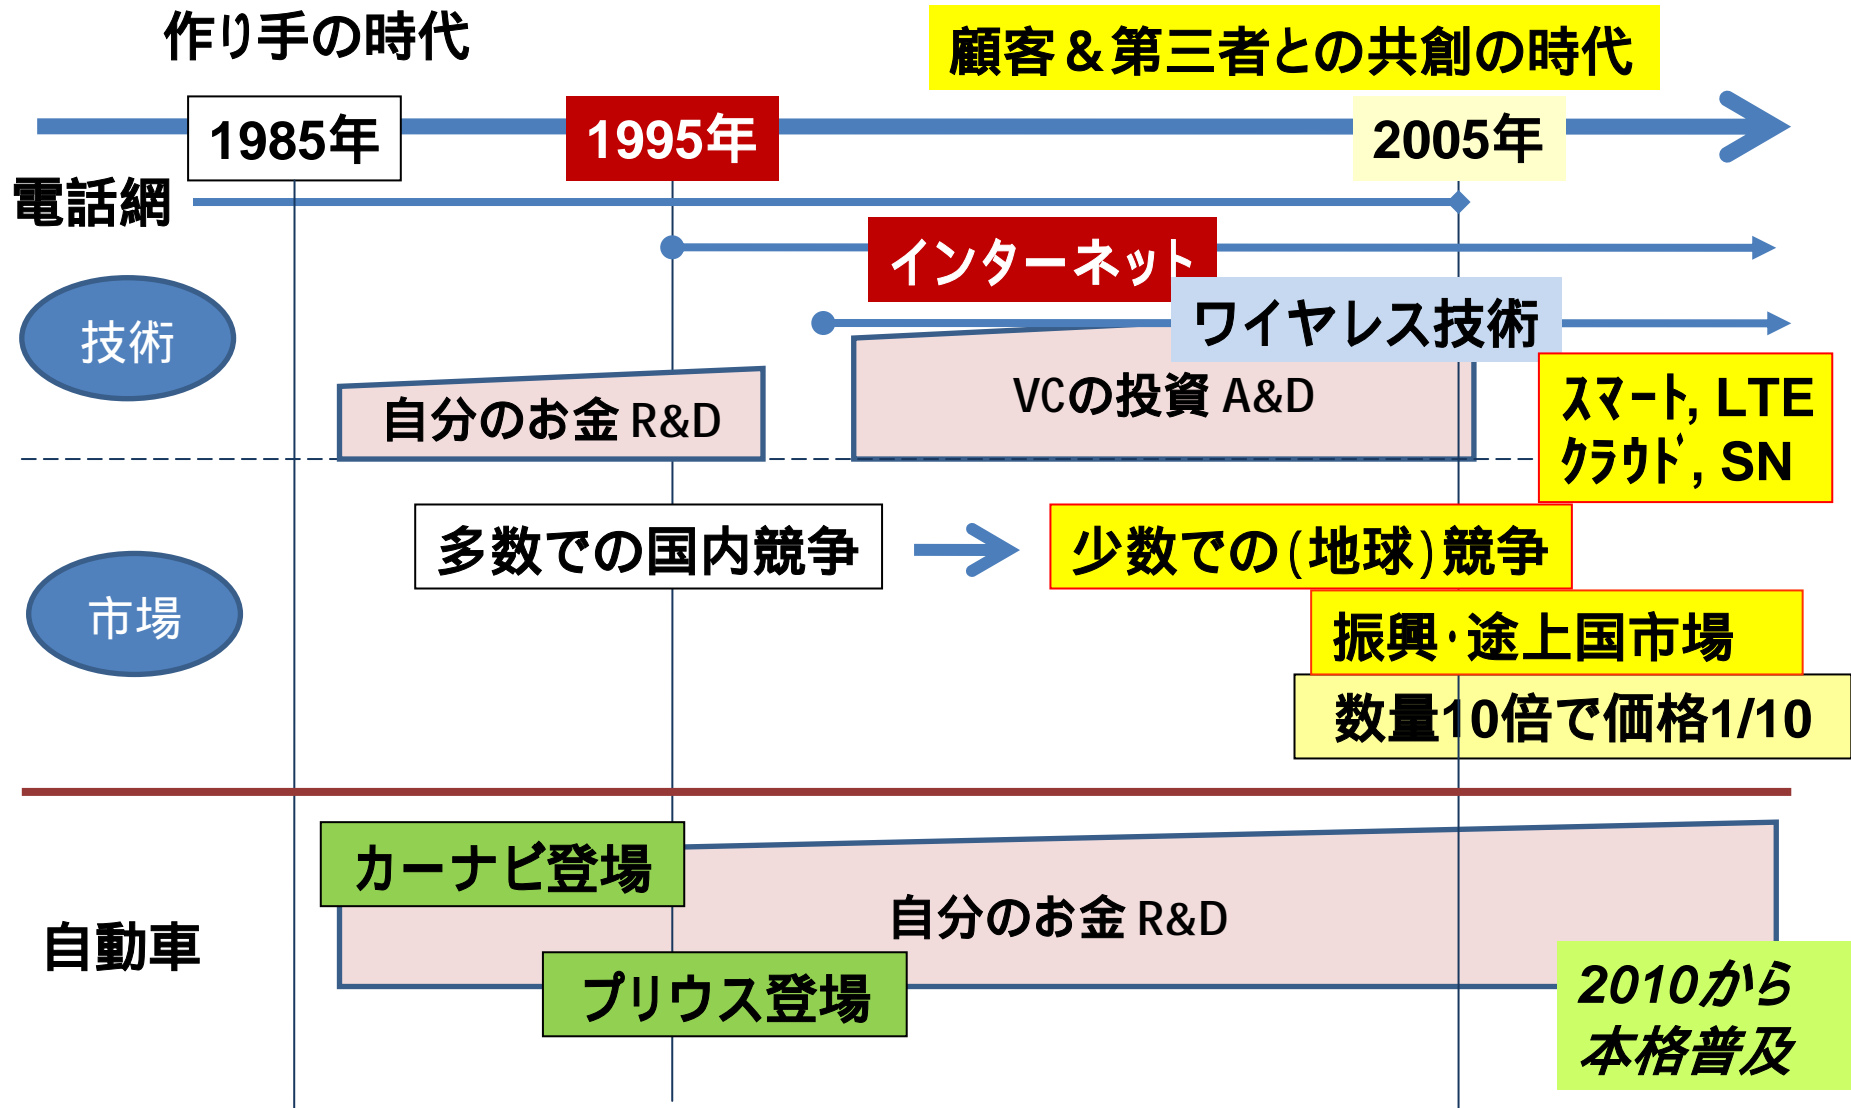 作り手の時代
顧客＆第三者との共創の時代
1985年
1995年
2005年
電話網
インターネット
ワイヤレス技術
技術
自分のお金 R&D
VCの投資 A&D
ｽﾏｰﾄ, LTE
ｸﾗｳﾄﾞ, SN
多数での国内競争
少数での(地球)競争
市場
振興･途上国市場
数量10倍で価格1/10
カーナビ登場
自分のお金 R&D
自動車
プリウス登場
2010から
本格普及